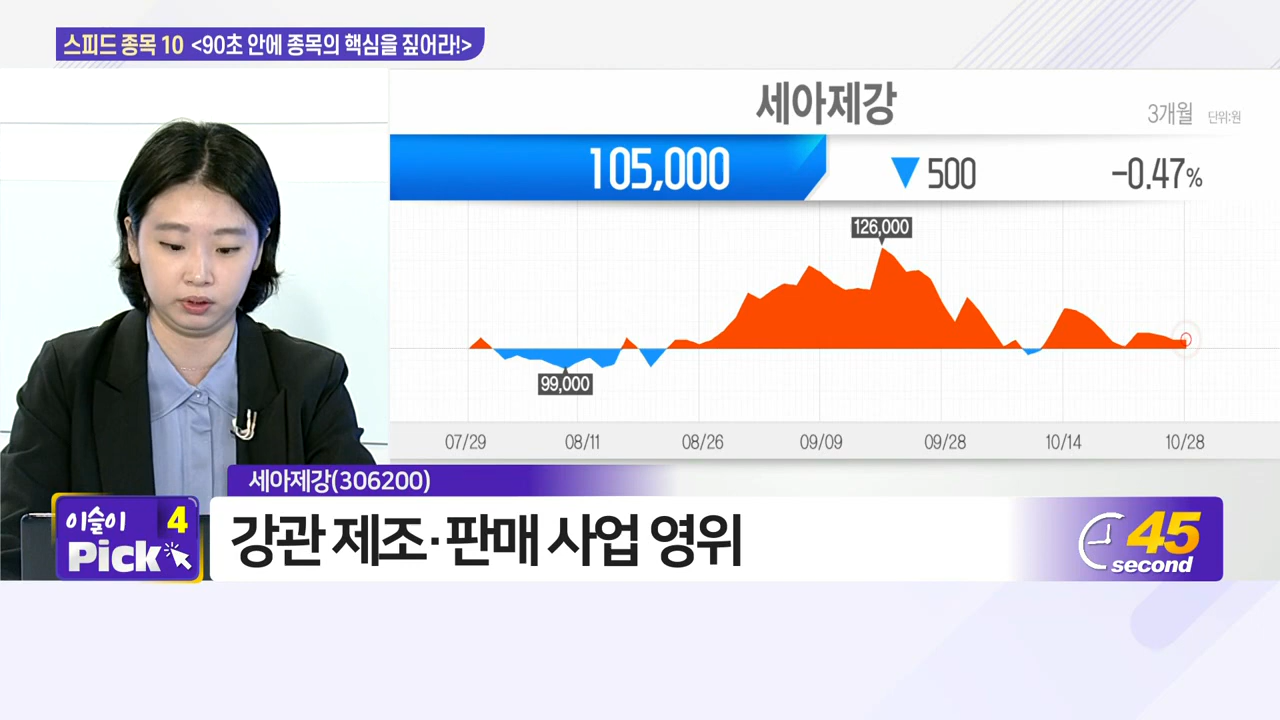 스피드 종목 10 <90초 안에 종목의 핵심을 짚어라!>
세아제강
3개월 단위:원
105,000 ▼500 -0.47%
126,000
99,000
07/29 08/11 08/26 09/09 09/28 10/14 10/28
세아제강(306200)
이슬이 4
Pick
강관 제조·판매 사업 영위
45
second